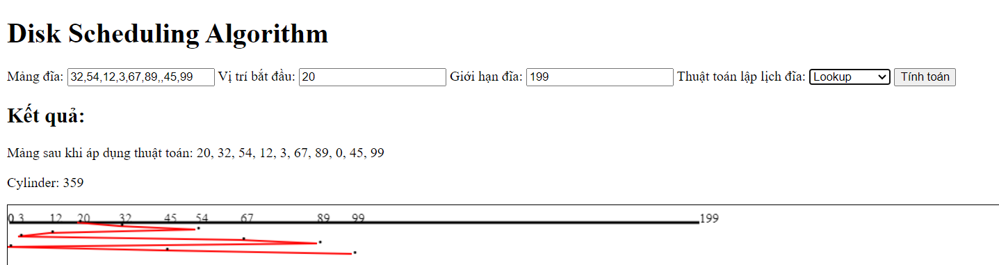 Disk Scheduling Algorithm
Mảng đĩa: 32,54,12,3,67,89,,45,99 Vị trí bắt đầu: 20 Giới hạn đĩa: 199 Thuật toán lập lịch đĩa: Lookup Tính toán
Kết quả:
Mảng sau khi áp dụng thuật toán: 20, 32, 54, 12, 3, 67, 89, 0, 45, 99
Cylinder: 359
0 3 12 20 32 45 54 67 89 99 199